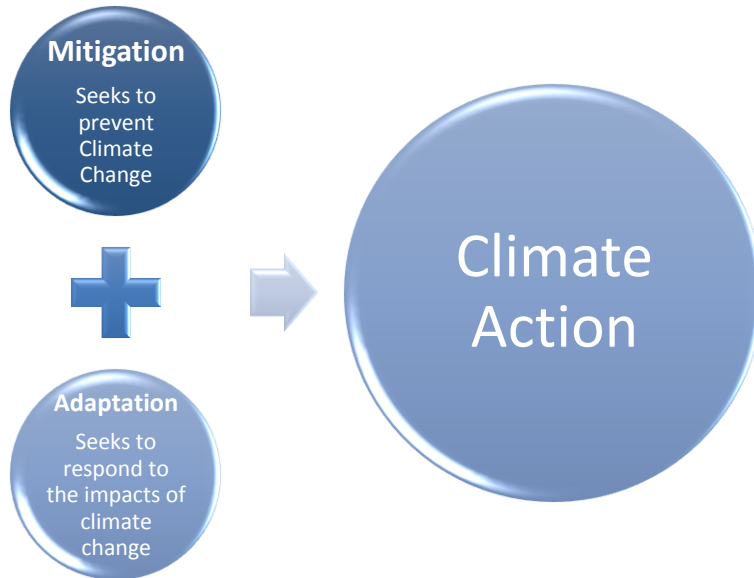 Mitigation
Seeks to
prevent
Climate
Change
Adaptation
Seeks to
respond to
the impacts of
climate
change
Climate
Action